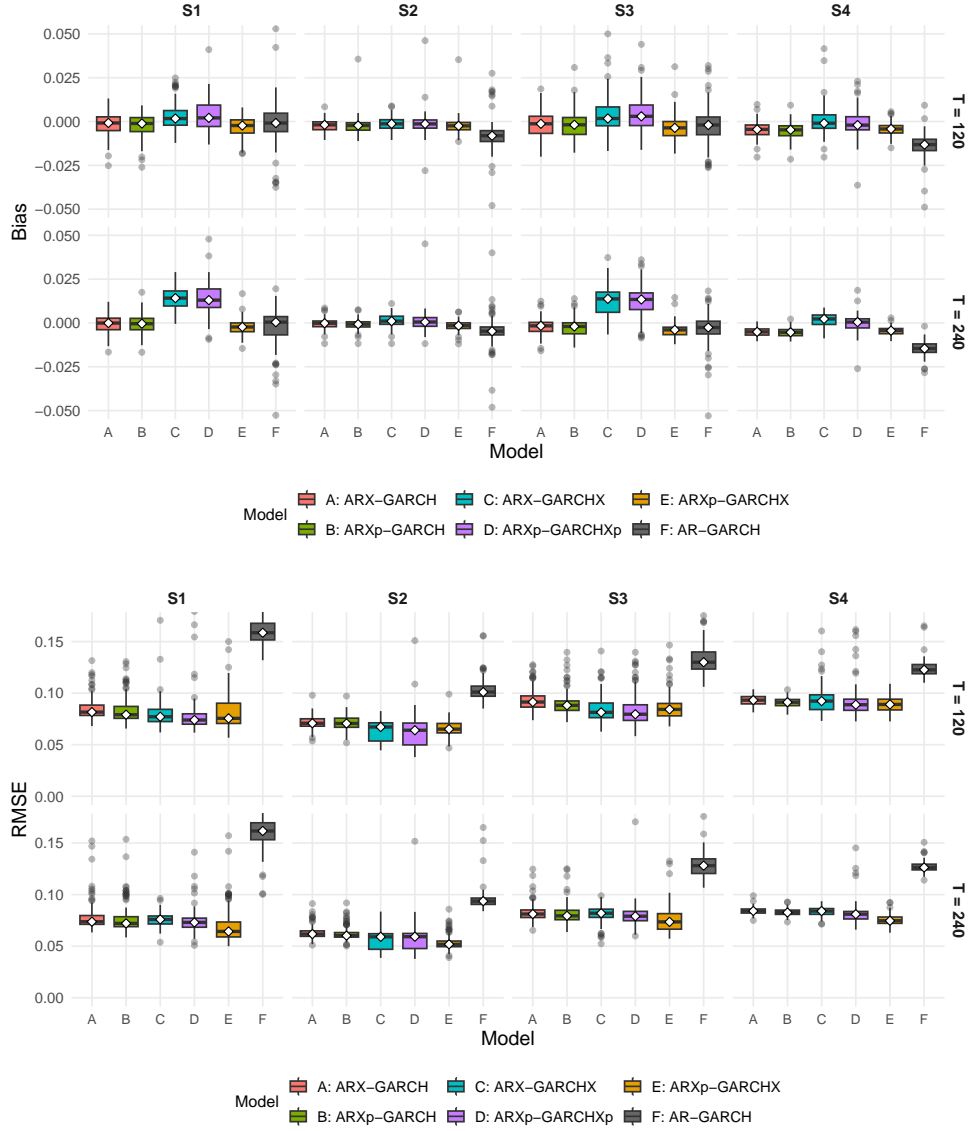 S1 S2 S3 S4
0.050
0.025
0.000
−0.025
−0.050
T = 120
Bias
0.050
0.025
0.000
−0.025
−0.050
T = 240
A B C D E F A B C D E F A B C D E F A B C D E F
Model
Model
A: ARX−GARCH C: ARX−GARCHX E: ARXp−GARCHX
B: ARXp−GARCH D: ARXp−GARCHXp F: AR−GARCH
S1 S2 S3 S4
0.15
0.10
0.05
0.00
T = 120
RMSE
0.15
0.10
0.05
0.00
T = 240
A B C D E F A B C D E F A B C D E F A B C D E F
Model
Model
A: ARX−GARCH C: ARX−GARCHX E: ARXp−GARCHX
B: ARXp−GARCH D: ARXp−GARCHXp F: AR−GARCH